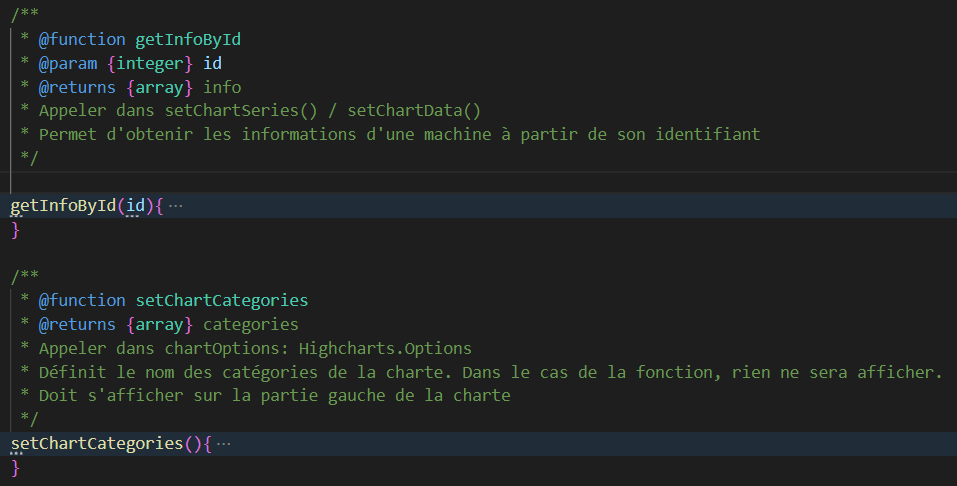 /**
* @function getInfoById
* @param {integer} id
* @returns {array} info
* Appeler dans setChartSeries() / setChartData()
* Permet d'obtenir les informations d'une machine à partir de son identifiant
*/
getInfoById(id){ ···
}
/**
* @function setChartCategories
* @returns {array} categories
* Appeler dans chartOptions: Highcharts.Options
* Définit le nom des catégories de la charte. Dans le cas de la fonction, rien ne sera afficher.
* Doit s'afficher sur la partie gauche de la charte
*/
setChartCategories(){ ···
}